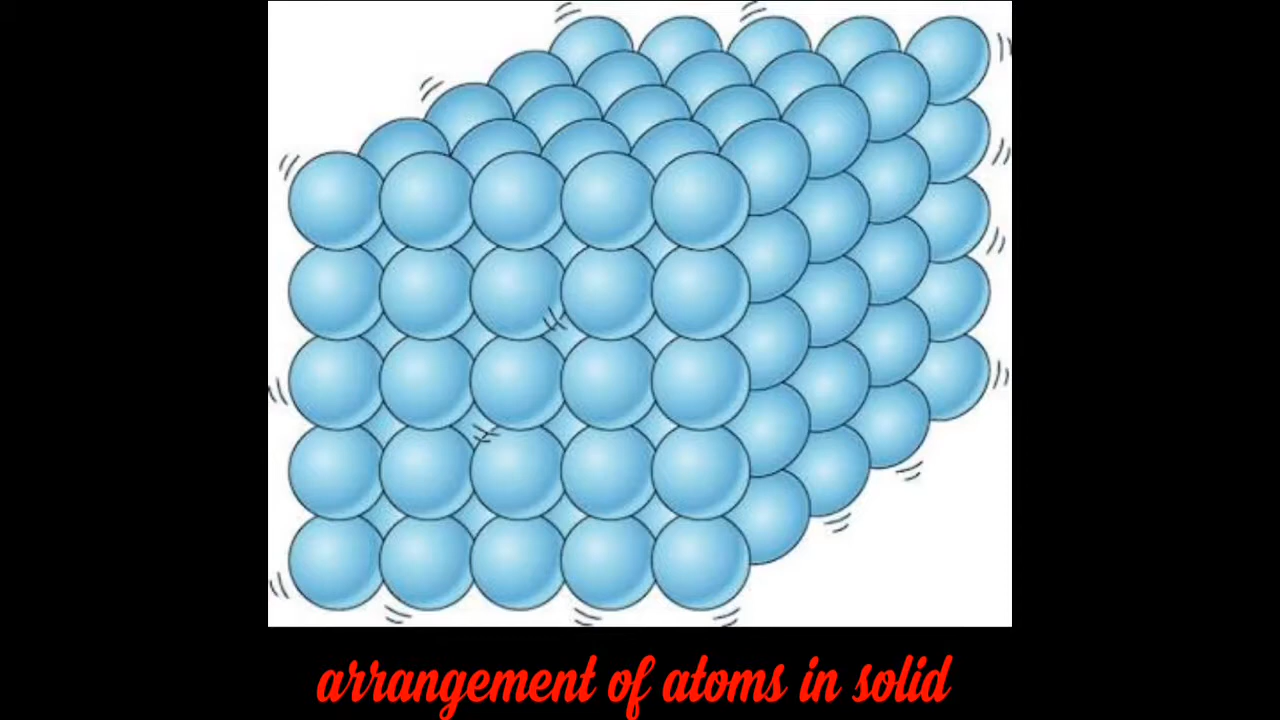 arrangement of atoms in solid